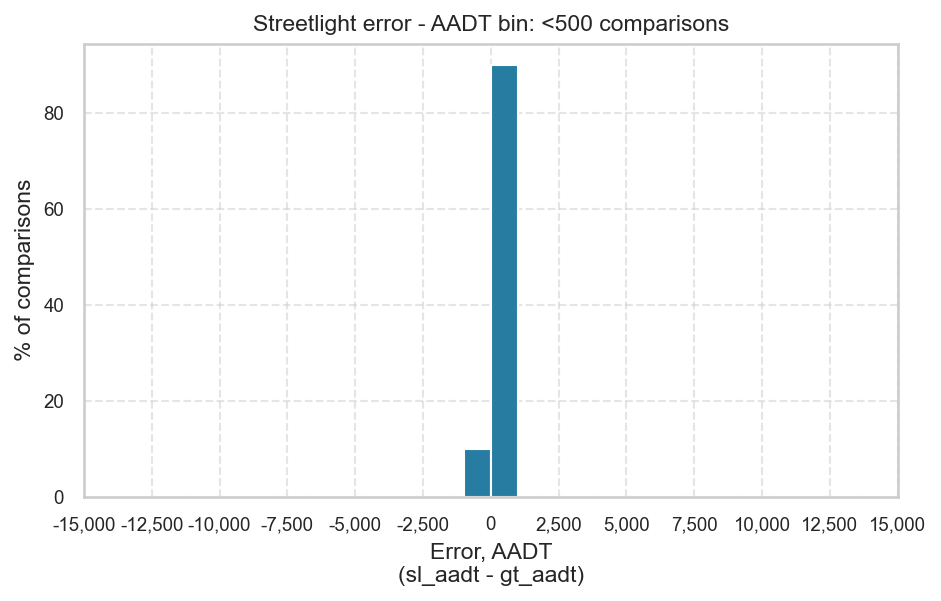 Streetlight error - AADT bin: <500 comparisons
% of comparisons
80
60
40
20
0
-15,000 -12,500 -10,000 -7,500 -5,000 -2,500 0 2,500 5,000 7,500 10,000 12,500 15,000
Error, AADT
(sl_aadt - gt_aadt)